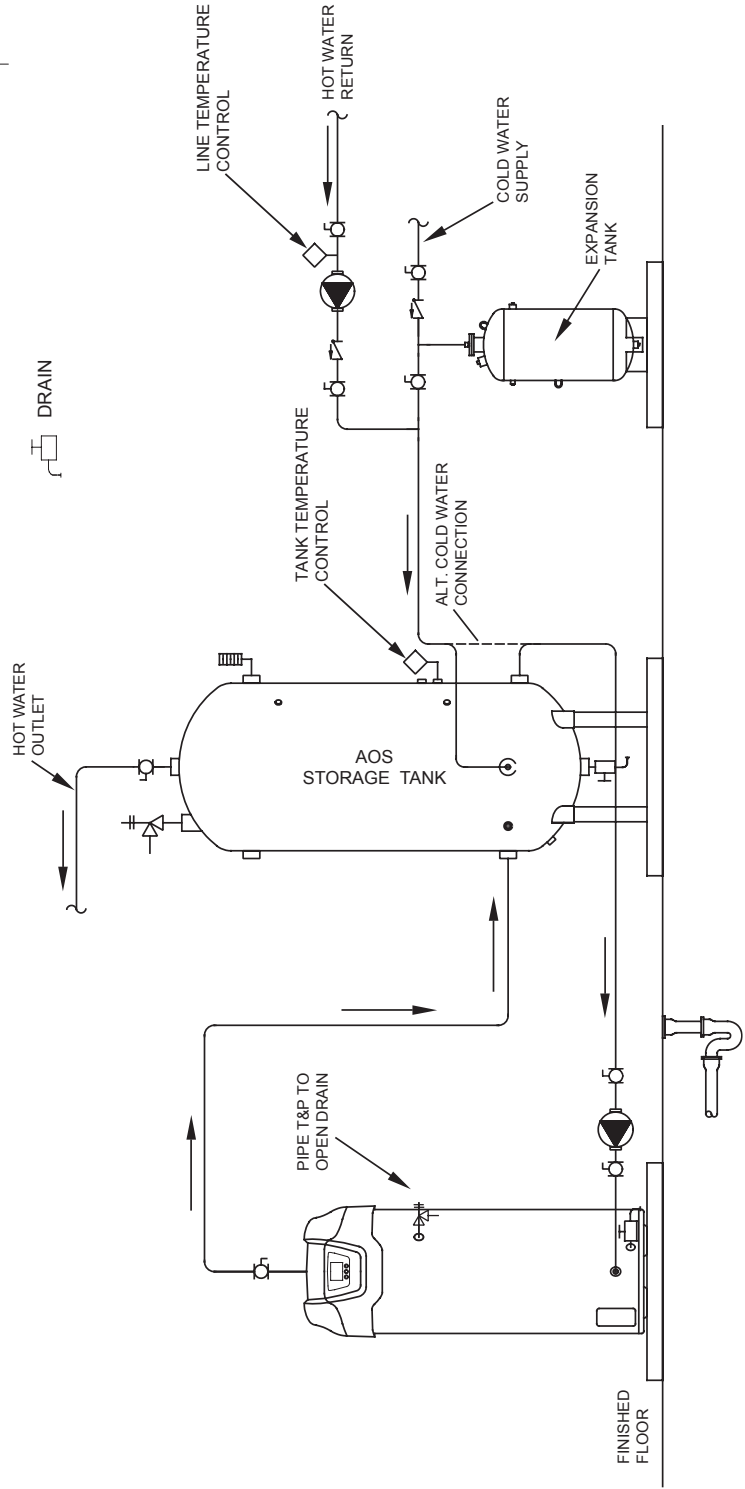 DRAIN
LINE TEMPERATURE
CONTROL
HOT WATER
RETURN
HOT WATER
OUTLET
TANK TEMPERATURE
CONTROL
COLD WATER
SUPPLY
AOS
STORAGE TANK
ALT. COLD WATER
CONNECTION
EXPANSION
TANK
PIPE T&P TO
OPEN DRAIN
FINISHED
FLOOR